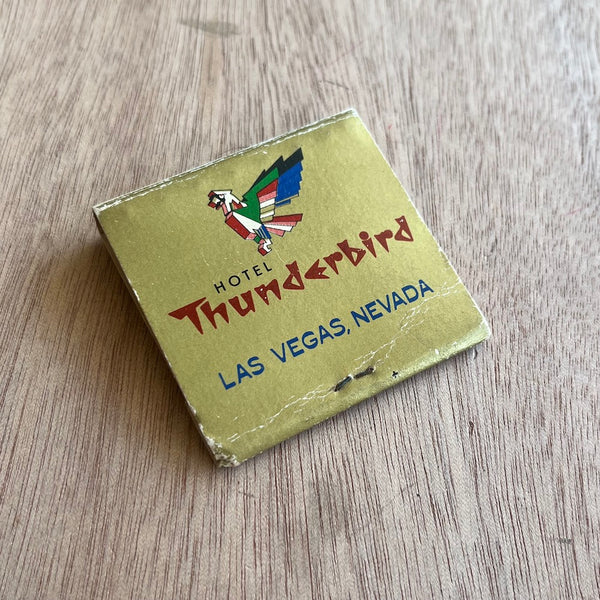 HOTEL
Thunderbird
LAS VEGAS, NEVADA